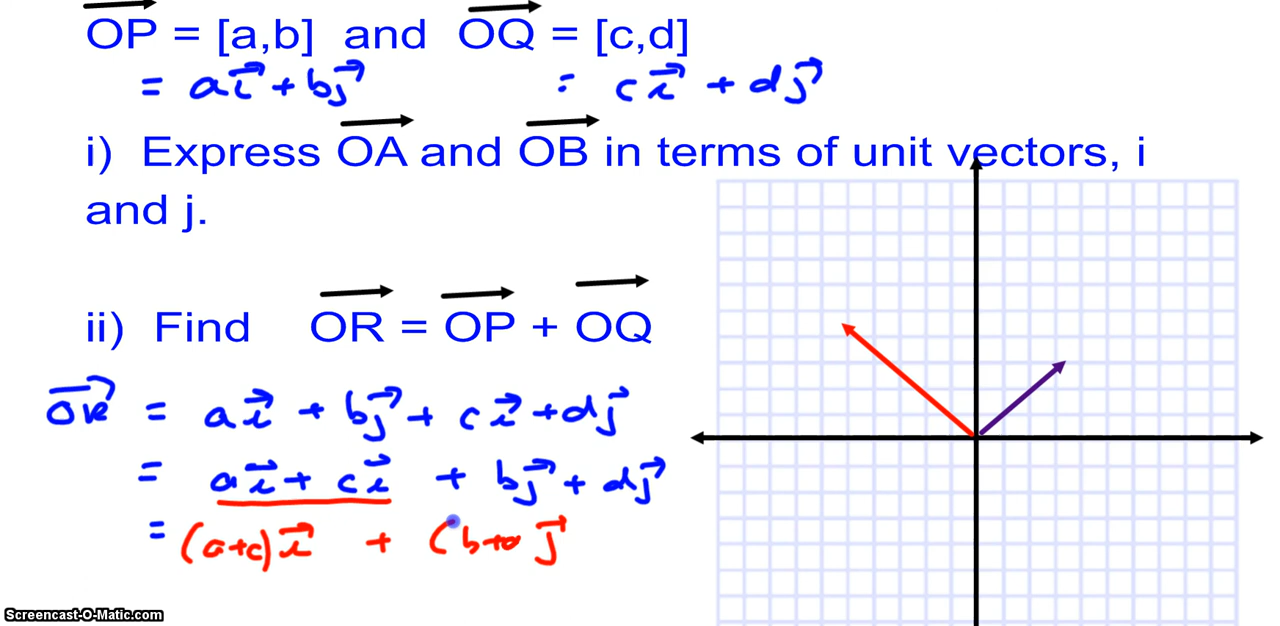 OP = [a,b] and OQ = [c,d]
= ai + bj = ci + dj
i) Express OA and OB in terms of unit vectors, i
and j.
ii) Find OR = OP + OQ
OR = ai + bj + ci + dj
= ai + ci + bj + dj
= (a+c)i + (b+ j
Screencast-O-Matic.com